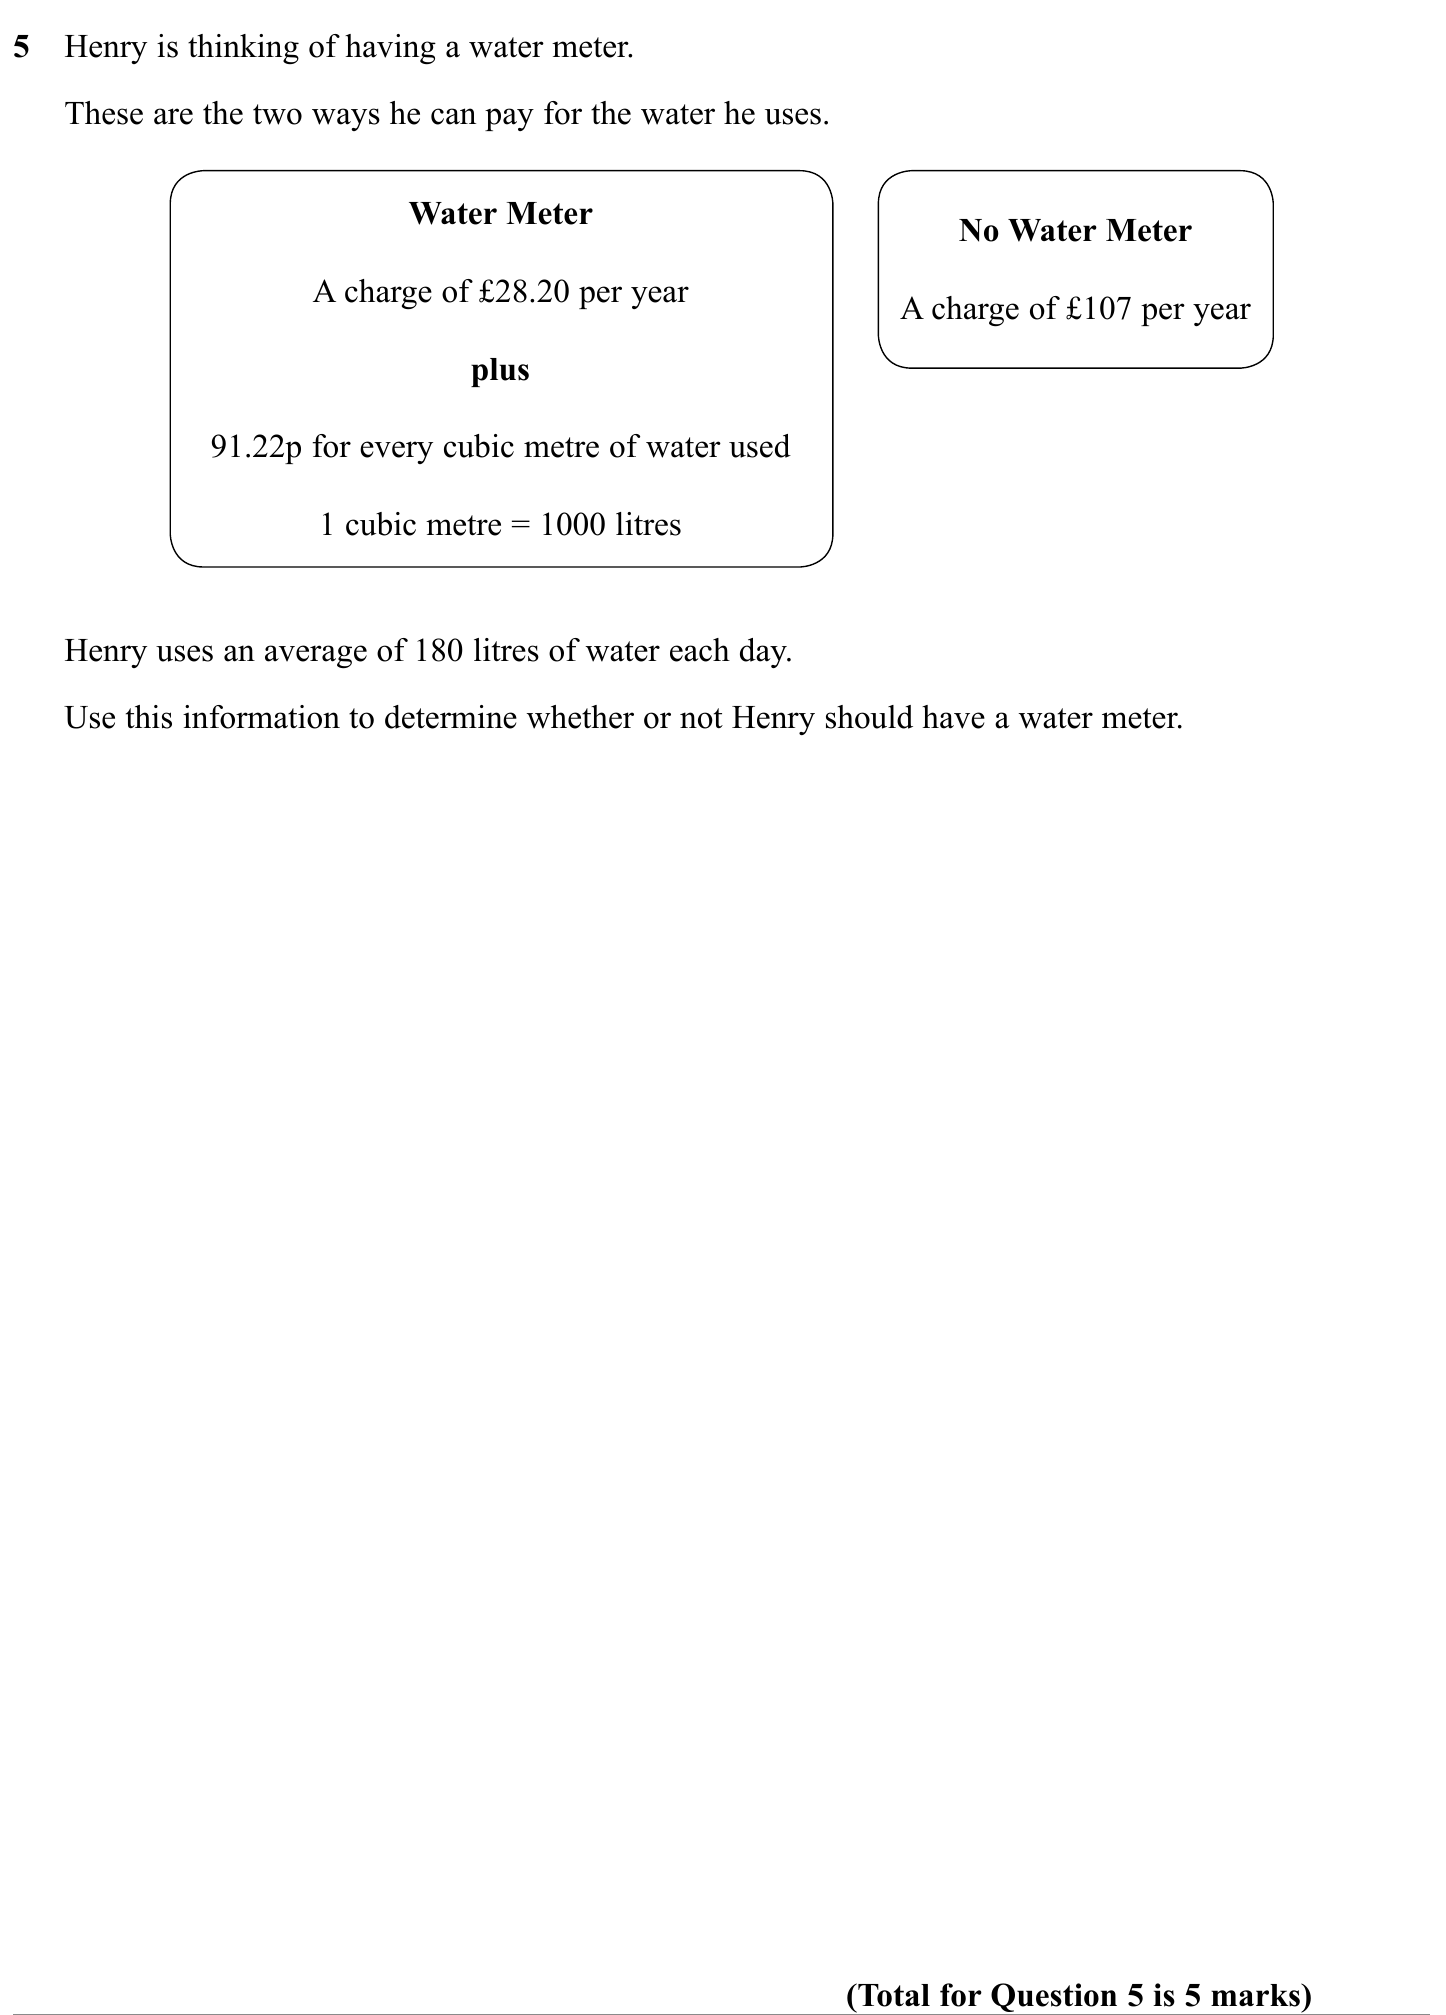 5 Henry is thinking of having a water meter.
These are the two ways he can pay for the water he uses.
Water Meter
A charge of £28.20 per year
plus
91.22p for every cubic metre of water used
1 cubic metre = 1000 litres
No Water Meter
A charge of £107 per year
Henry uses an average of 180 litres of water each day.
Use this information to determine whether or not Henry should have a water meter.
(Total for Question 5 is 5 marks)